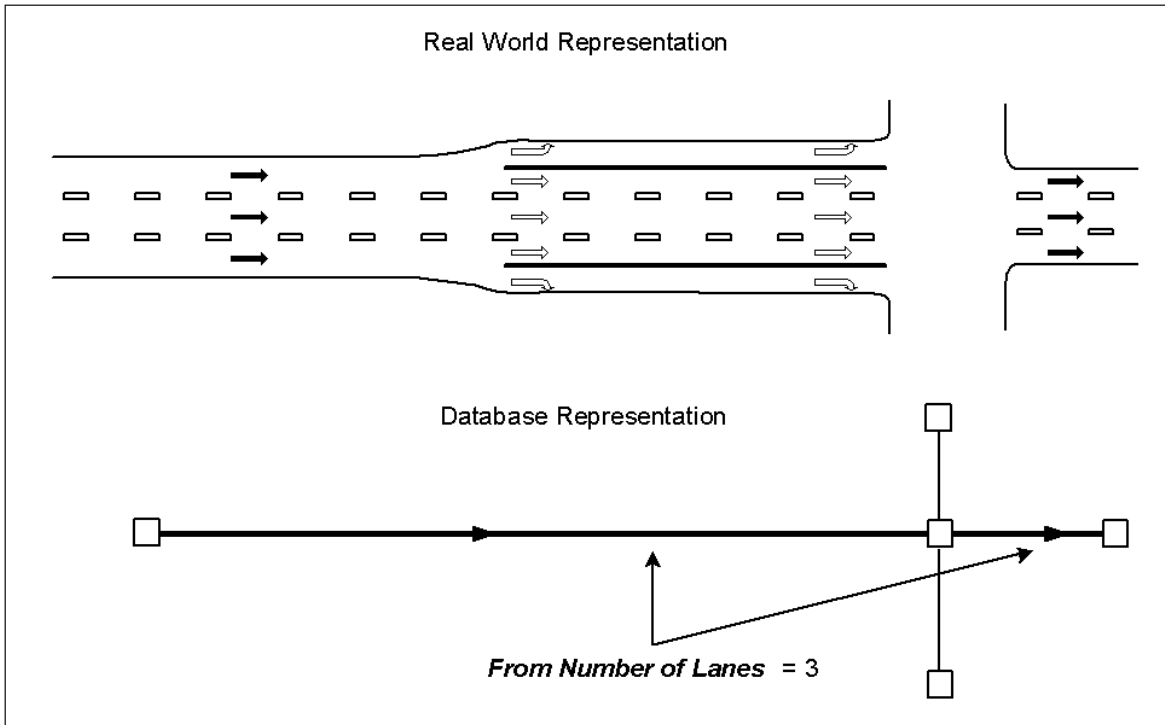 Real World Representation
Database Representation
From Number of Lanes = 3